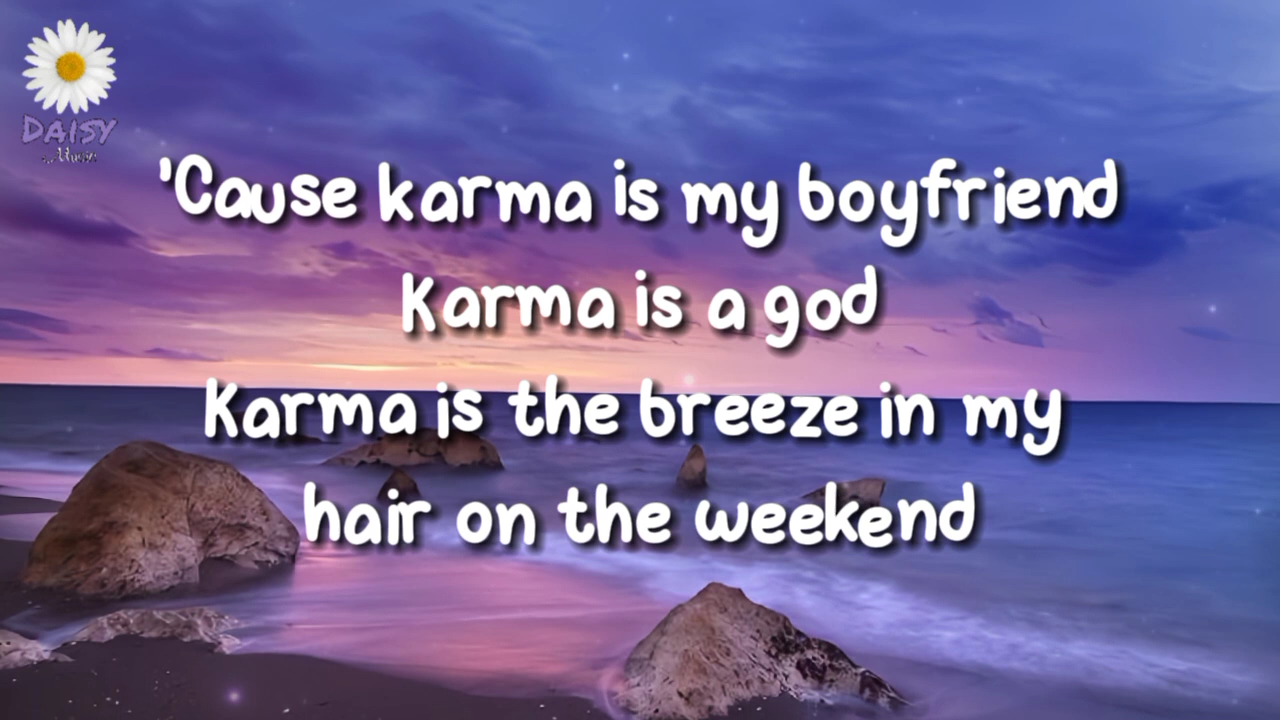 DAISY
Music
'Cause karma is my boyfriend
Karma is a god
Karma is the breeze in my
hair on the weekend